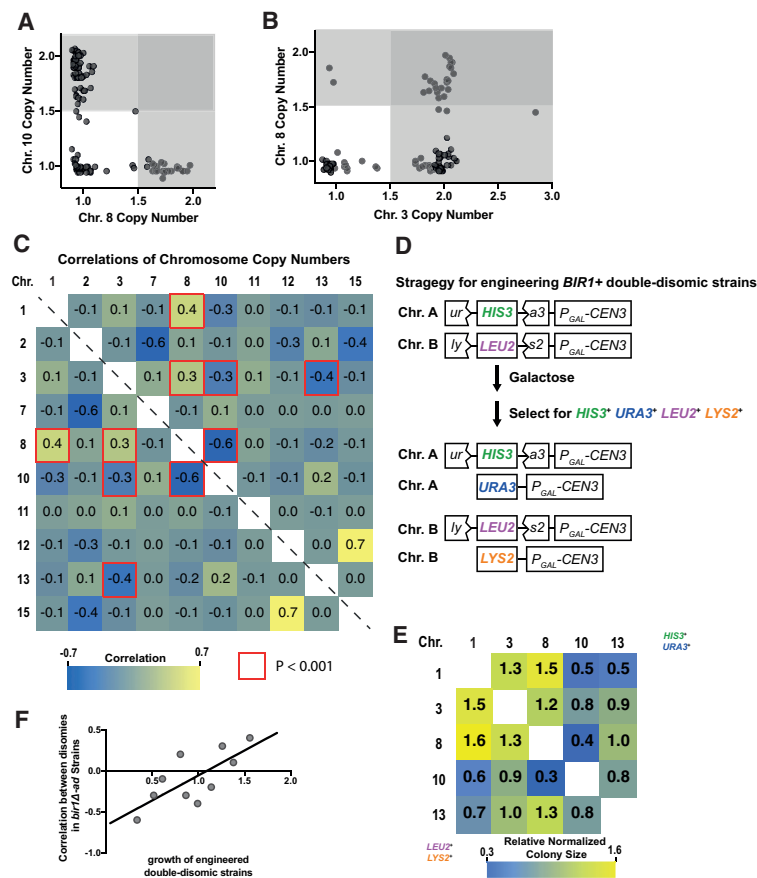 A
Chr. 10 Copy Number
2.0
1.5
1.0
1.0
1.5
2.0
Chr. 8 Copy Number
B
Chr. 8 Copy Number
2.0
1.5
1.0
1.0
1.5
2.0
2.5
3.0
Chr. 3 Copy Number
C
Correlations of Chromosome Copy Numbers
Chr. 1 2 3 7 8 10 11 12 13 15
1 -0.1 0.1 -0.1 0.4 -0.3 0.0 -0.1 -0.1 -0.1
2 -0.1 -0.1 -0.6 0.1 -0.1 0.0 -0.3 0.1 -0.4
3 0.1 -0.1 0.1 0.3 -0.3 0.1 -0.1 -0.4 -0.1
7 -0.1 -0.6 0.1 -0.1 0.1 0.0 0.0 0.0 0.0
8 0.4 0.1 0.3 -0.1 -0.6 0.0 -0.1 -0.2 -0.1
10 -0.3 -0.1 -0.3 0.1 -0.6 -0.1 -0.1 0.2 -0.1
11 0.0 0.0 0.1 0.0 0.0 -0.1 0.0 0.0 0.0
12 -0.1 -0.3 -0.1 0.0 -0.1 -0.1 0.0 0.0 0.7
13 -0.1 0.1 -0.4 0.0 -0.2 0.2 -0.1 0.0 0.0
15 -0.1 -0.4 -0.1 0.0 -0.1 -0.1 0.0 0.7 0.0
-0.7 Correlation 0.7
P < 0.001
D
Stragegy for engineering BIR1+ double-disomic strains
Chr. A ur HIS3 a3 PGAL-CEN3
Chr. B ly LEU2 s2 PGAL-CEN3
Galactose
Select for HIS3+ URA3+ LEU2+ LYS2+
Chr. A ur HIS3 a3 PGAL-CEN3
Chr. A URA3 PGAL-CEN3
Chr. B ly LEU2 s2 PGAL-CEN3
Chr. B LYS2 PGAL-CEN3
E
Chr. 1 3 8 10 13
HIS3+
URA3+
1 1.3 1.5 0.5 0.5
3 1.5 1.2 0.8 0.9
8 1.6 1.3 0.4 1.0
10 0.6 0.9 0.3 0.8
13 0.7 1.0 1.3 0.8
LEU2+
LYS2+
0.3 Relative Normalized 1.6
Colony Size
F
Correlation between disomies
in bir1Δ-ad Strains
0.5
0.0
-0.5
-1.0
0.5
1.0
1.5
2.0
growth of engineered
double-disomic strains